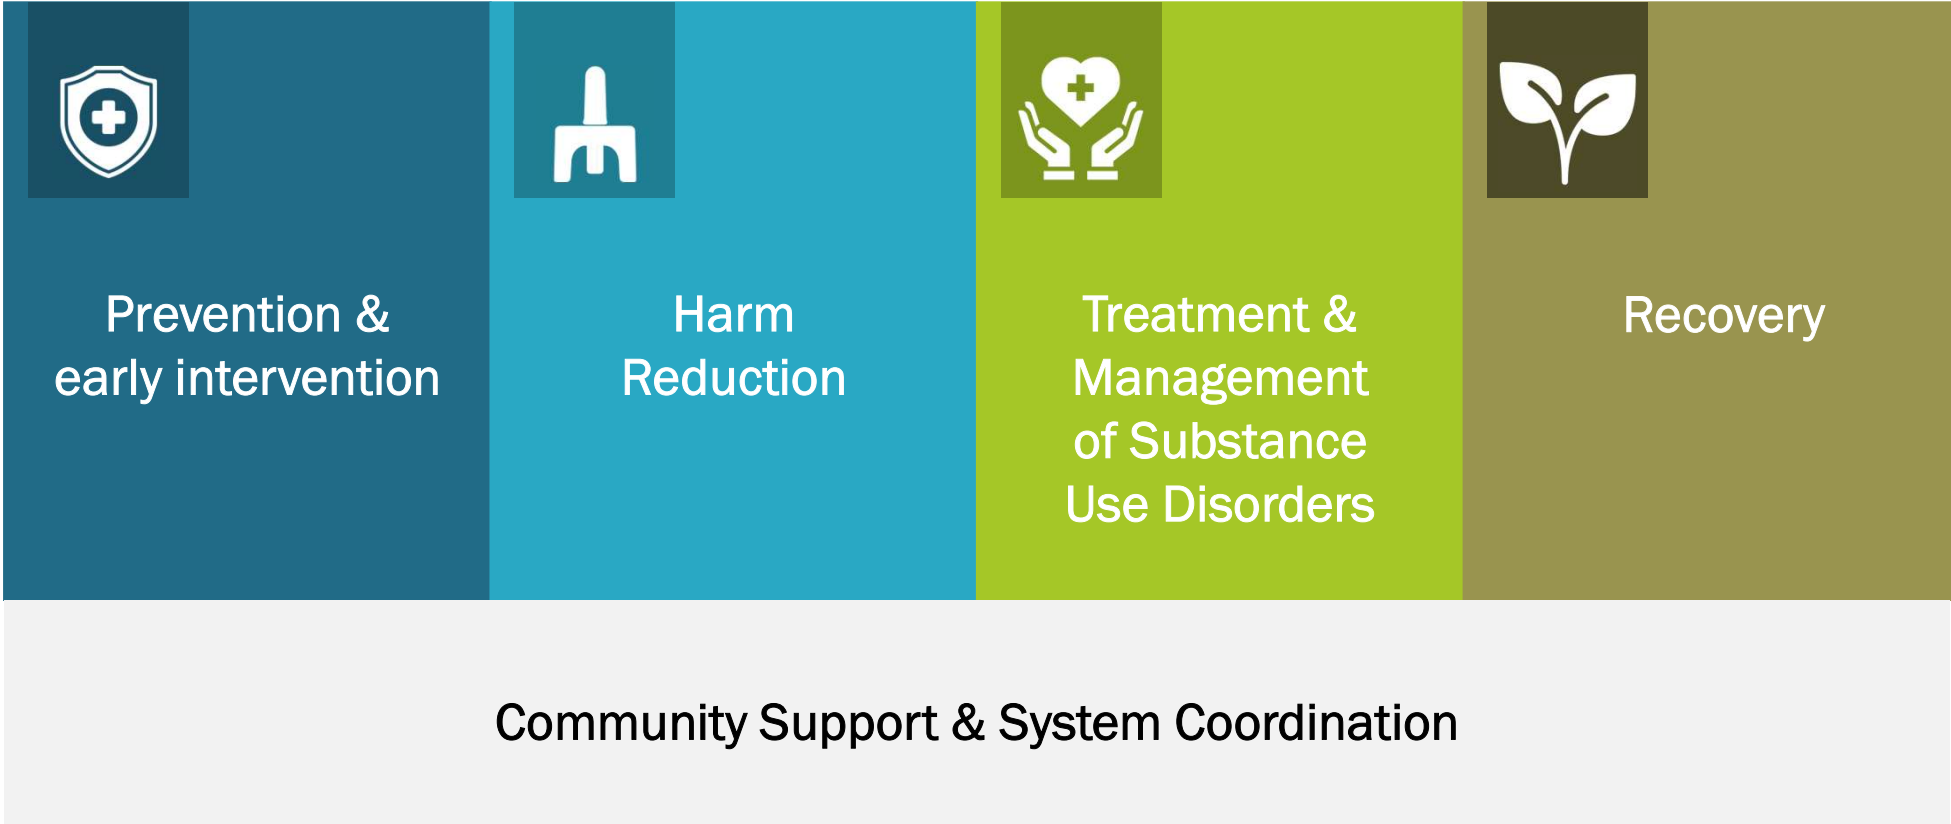 Prevention &
early intervention
Harm
Reduction
Treatment &
Management
of Substance
Use Disorders
Recovery
Community Support & System Coordination